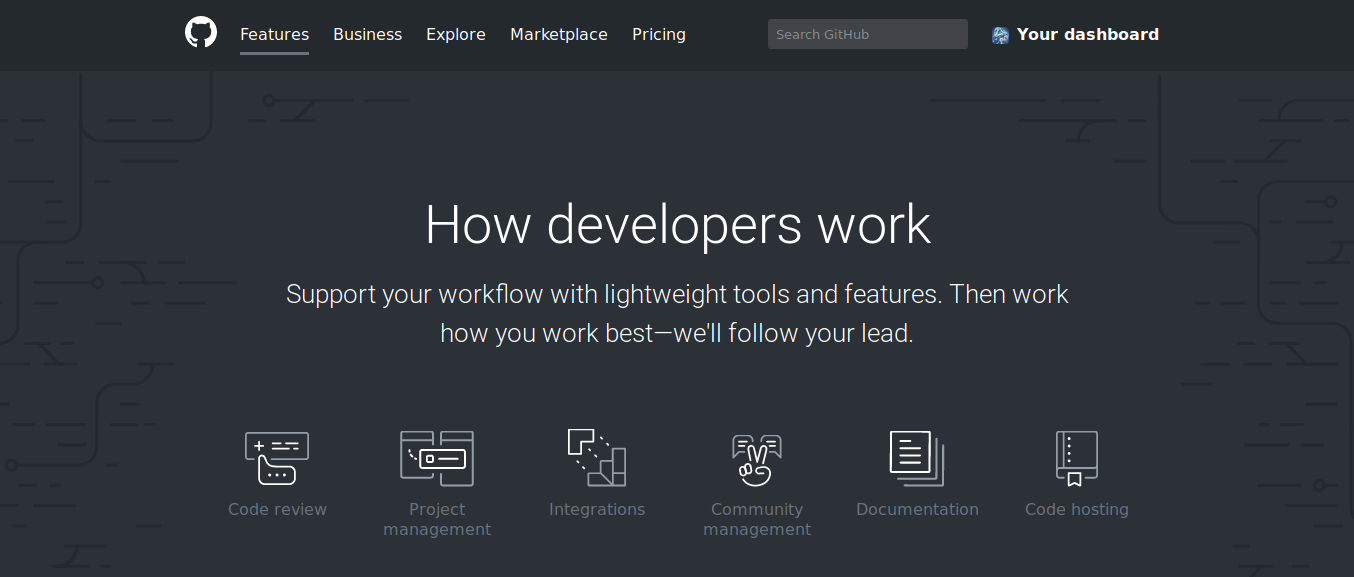 Features Business Explore Marketplace Pricing Search GitHub Your dashboard
How developers work
Support your workflow with lightweight tools and features. Then work
how you work best—we'll follow your lead.
Code review
Project
management
Integrations
Community
management
Documentation
Code hosting